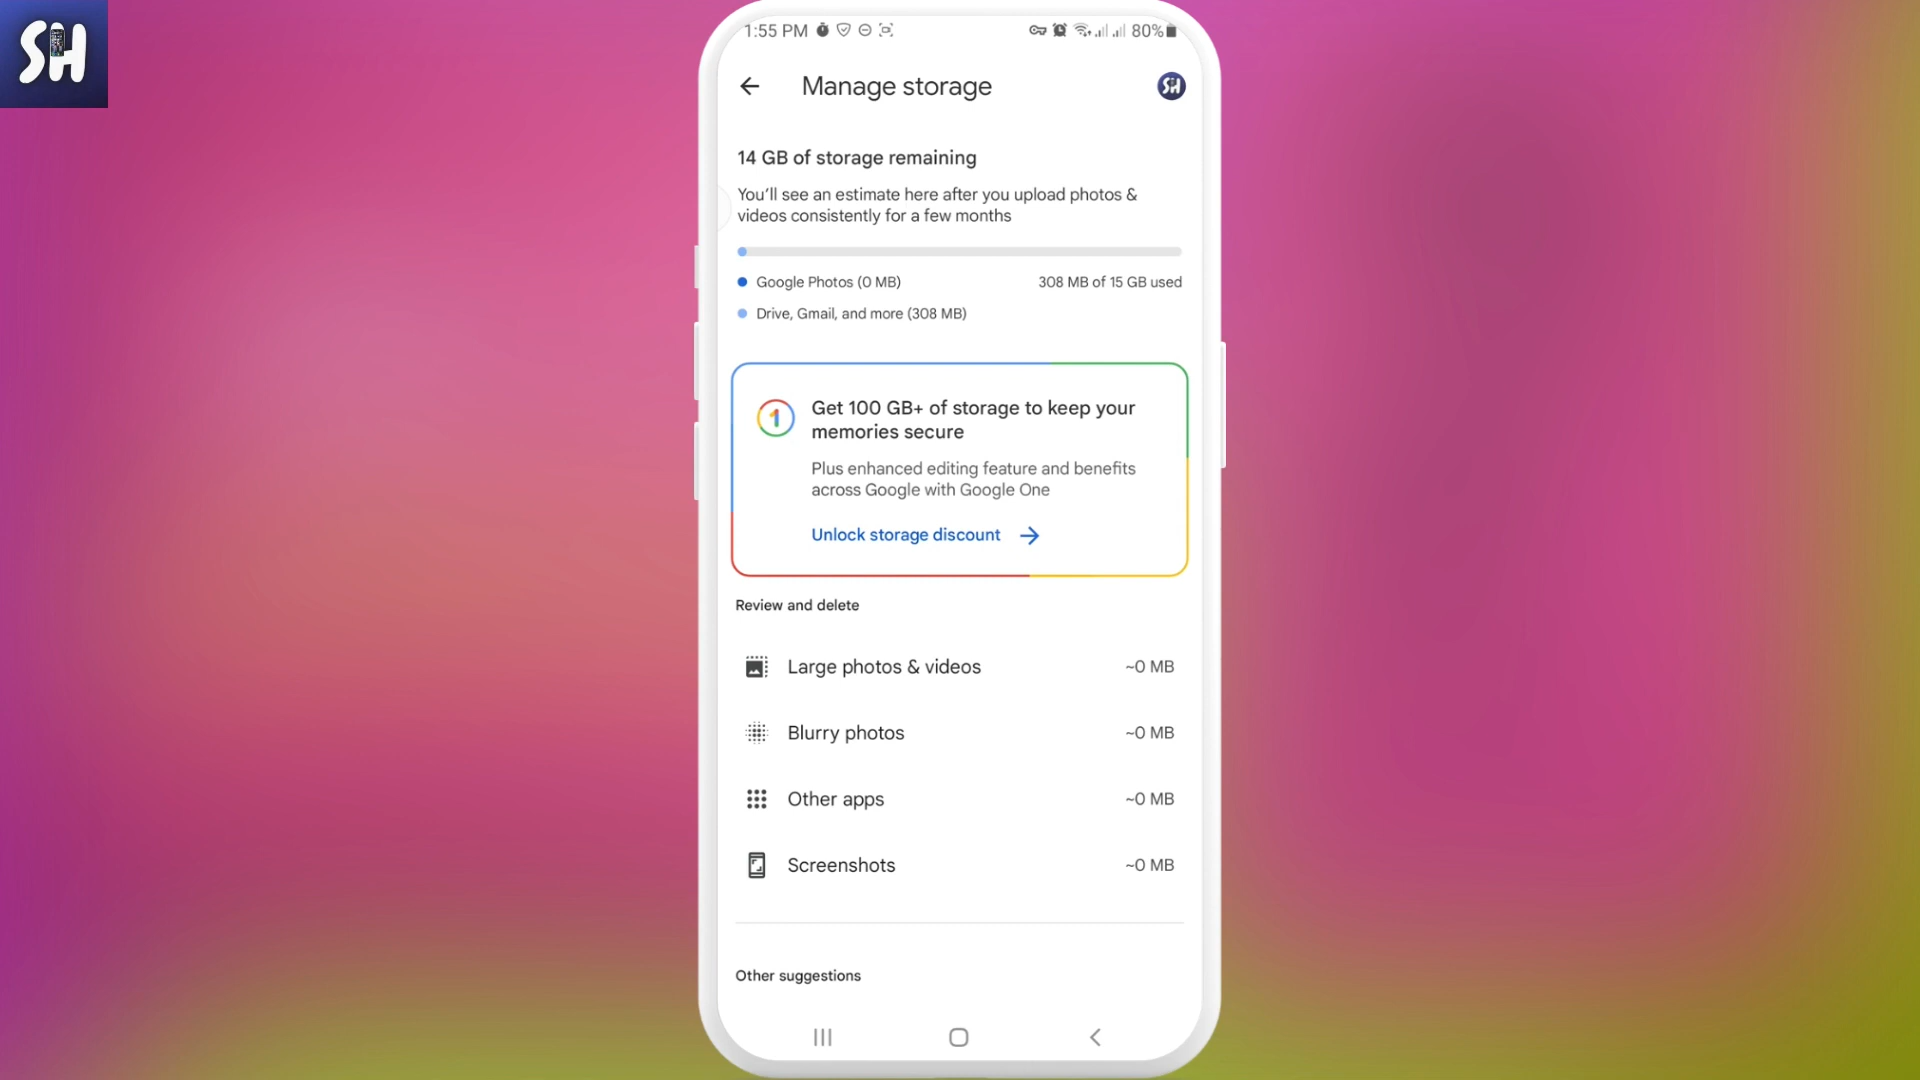 SH
1:55 PM 80%
Manage storage
SH
14 GB of storage remaining
You'll see an estimate here after you upload photos &
videos consistently for a few months
Google Photos (0 MB) 308 MB of 15 GB used
Drive, Gmail, and more (308 MB)
1
Get 100 GB+ of storage to keep your
memories secure
Plus enhanced editing feature and benefits
across Google with Google One
Unlock storage discount
Review and delete
Large photos & videos ~0 MB
Blurry photos ~0 MB
Other apps ~0 MB
Screenshots ~0 MB
Other suggestions